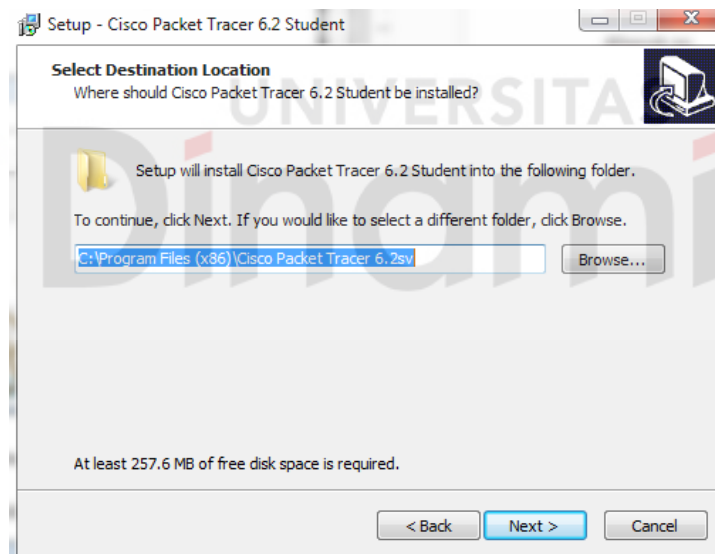 Setup - Cisco Packet Tracer 6.2 Student
Select Destination Location
Where should Cisco Packet Tracer 6.2 Student be installed?
UNIVERSITAS
Dinami
Setup will install Cisco Packet Tracer 6.2 Student into the following folder.
To continue, click Next. If you would like to select a different folder, click Browse.
C:\Program Files (x86)\Cisco Packet Tracer 6.2sv
Browse...
At least 257.6 MB of free disk space is required.
< Back
Next >
Cancel